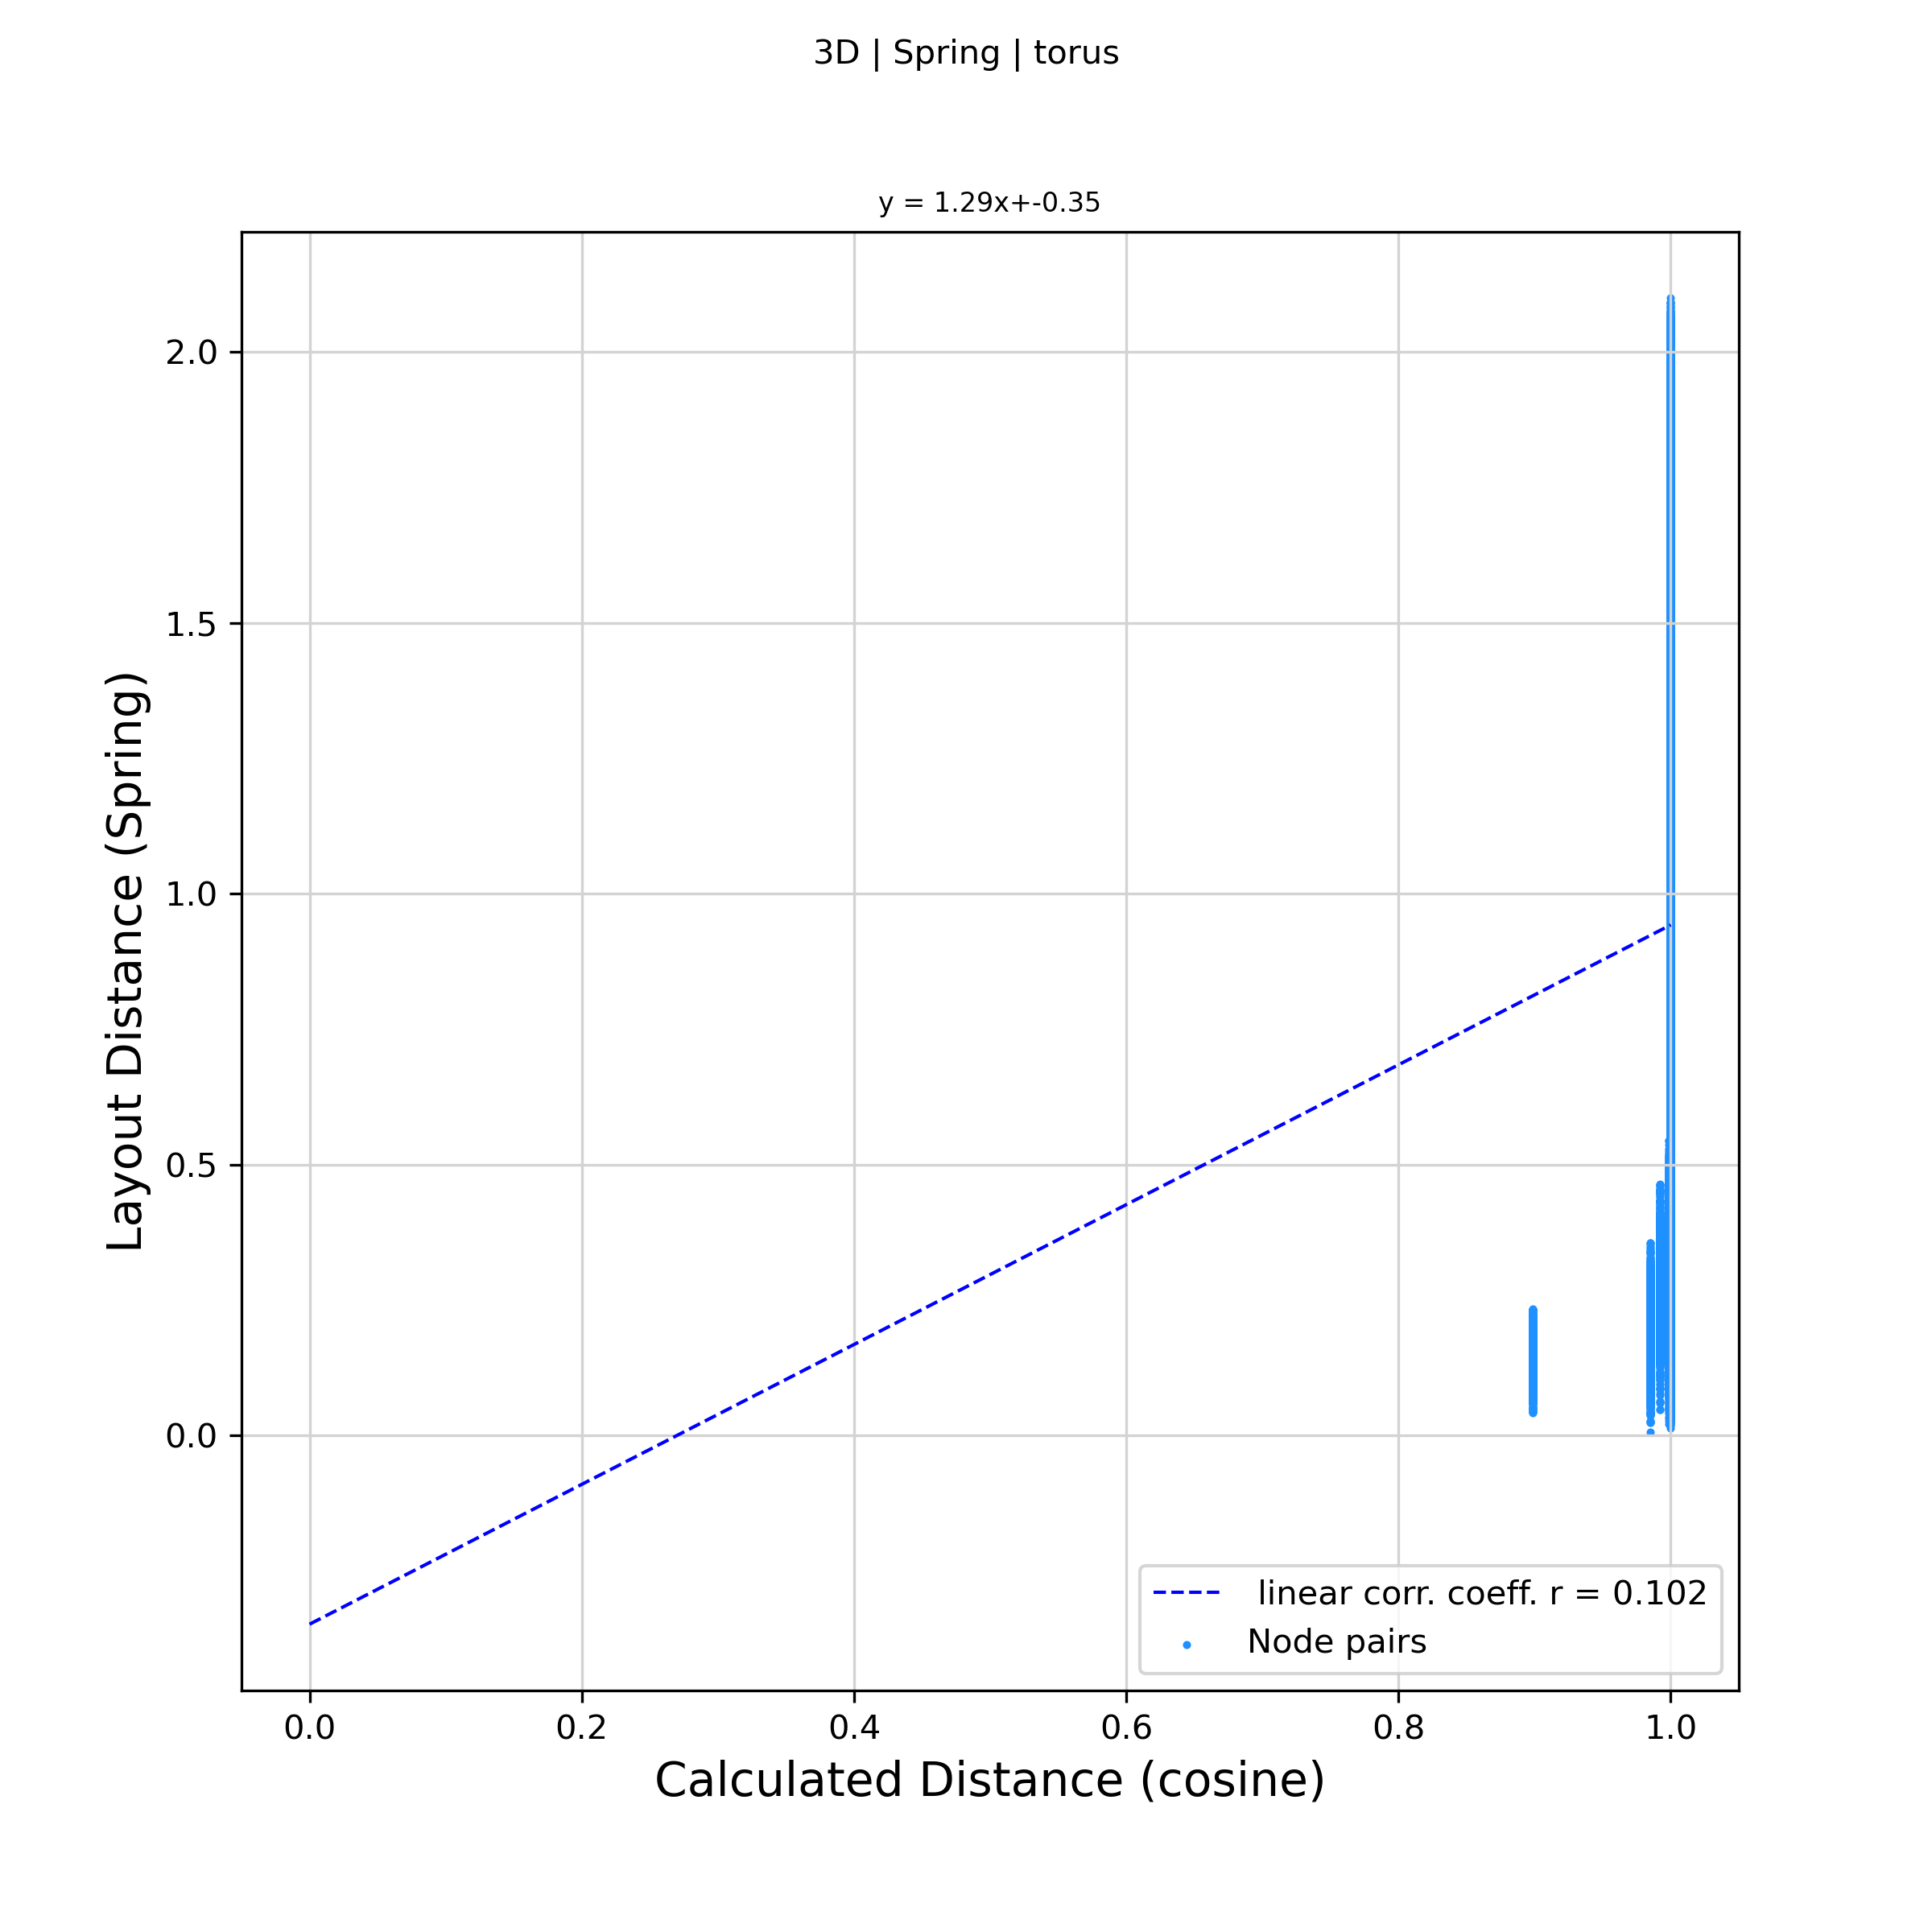 3D | Spring | torus
y = 1.29x+-0.35
Layout Distance (Spring)
2.0
1.5
1.0
0.5
0.0
linear corr. coeff. r = 0.102
Node pairs
0.0 0.2 0.4 0.6 0.8 1.0
Calculated Distance (cosine)